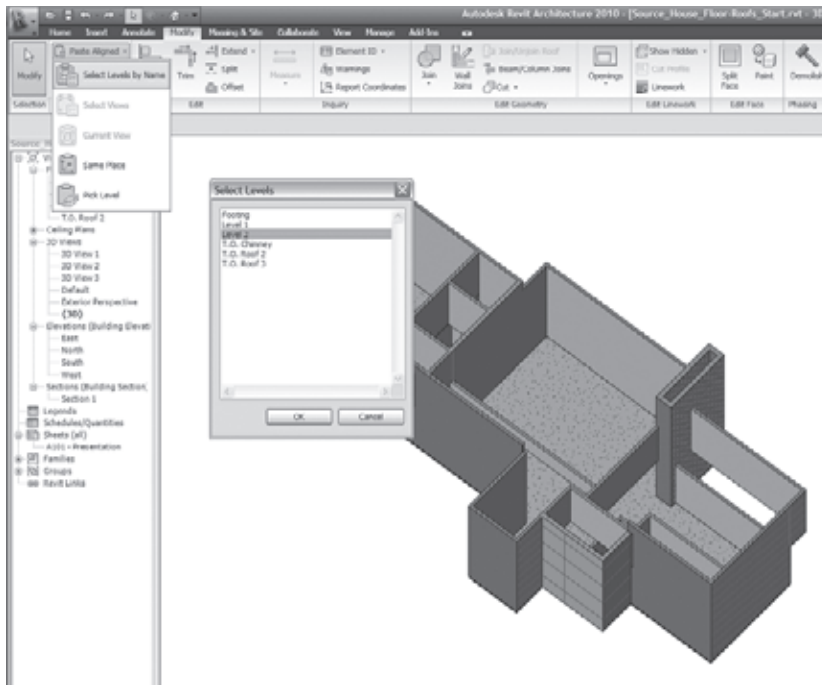 Autodesk Revit Architecture 2010 - [Source_House_Floor-Roofs_Start.rvt - 3D
Home Insert Annotate Modify Massing & Site Collaborate View Manage Add-Ins
Paste Aligned
Extend
Element ID
Join/Unjoin Roof
Show Hidden
Select Levels by Name
Split
Warnings
Beam/Column Joins
Cut Profile
Modify
Trim
Offset
Measure
Report Coordinates
Join
Wall Joins
Cut
Openings
Linework
Split Face
Paint
Demolish
Selection
Edit
Inquiry
Edit Geometry
Edit Linework
Edit Face
Phasing
Select Views
Current View
Same Place
Pick Level
T.O. Roof 2
Ceiling Plans
3D Views
3D View 1
3D View 2
3D View 3
Default
Exterior Perspective
{3D}
Elevations (Building Elevati
East
North
South
West
Sections (Building Section)
Section 1
Legends
Schedules/Quantities
Sheets (all)
A101 - Presentation
Families
Groups
Revit Links
Select Levels
Footing
Level 1
Level 2
T.O. Chimney
T.O. Roof 2
T.O. Roof 3
OK
Cancel